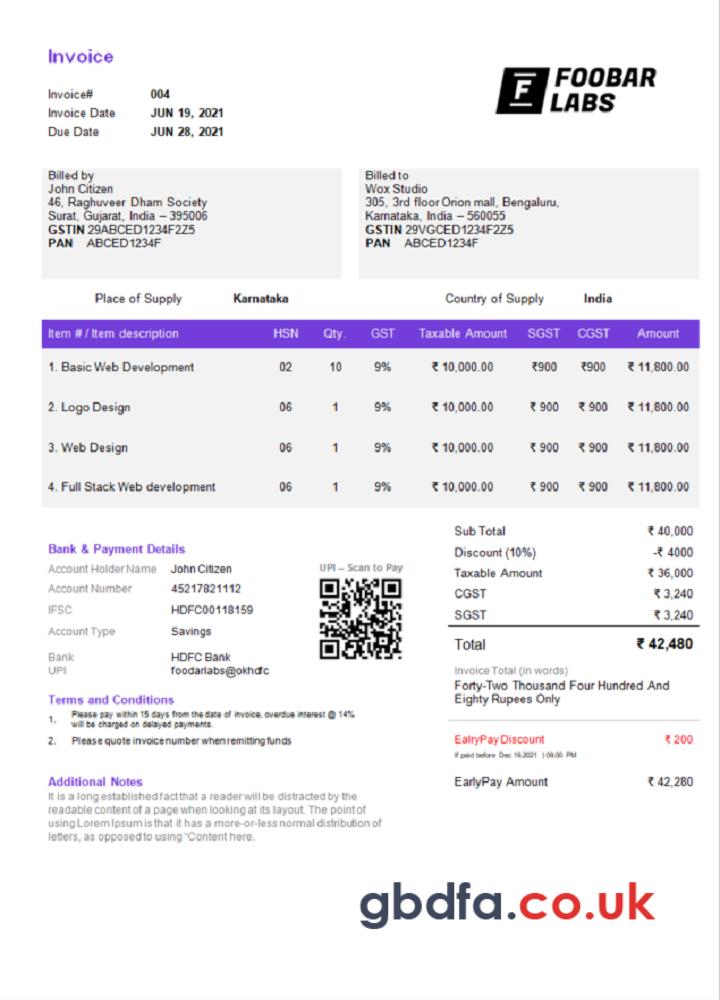 Invoice
FOOBAR
LABS
Invoice# 004
Invoice Date JUN 19, 2021
Due Date JUN 28, 2021
Billed by
John Citizen
46, Raghuveer Dham Society
Surat, Gujarat, India – 395006
GSTIN 29ABCED1234F2Z5
PAN ABCED1234F
Billed to
Wox Studio
305, 3rd floor Orion mall, Bengaluru,
Karnataka, India – 560055
GSTIN 29VGCED1234F2Z5
PAN ABCED1234F
Place of Supply Karnataka Country of Supply India
Item # / Item description HSN Qty. GST Taxable Amount SGST CGST Amount
1. Basic Web Development 02 10 9% ₹ 10,000.00 ₹900 ₹900 ₹ 11,800.00
2. Logo Design 06 1 9% ₹ 10,000.00 ₹ 900 ₹ 900 ₹ 11,800.00
3. Web Design 06 1 9% ₹ 10,000.00 ₹ 900 ₹ 900 ₹ 11,800.00
4. Full Stack Web development 06 1 9% ₹ 10,000.00 ₹ 900 ₹ 900 ₹ 11,800.00
Sub Total ₹ 40,000
Discount (10%) -₹ 4000
Taxable Amount ₹ 36,000
CGST ₹ 3,240
SGST ₹ 3,240
Total ₹ 42,480
Invoice Total (in words)
Forty-Two Thousand Four Hundred And
Eighty Rupees Only
EalryPay Discount ₹ 200
If paid before Dec 19,2021 | 06:00 PM
EarlyPay Amount ₹ 42,280
Bank & Payment Details
Account Holder Name John Citizen
Account Number 45217821112
IFSC HDFC00118159
Account Type Savings
Bank HDFC Bank
UPI foodarlabs@okhdfc
UPI – Scan to Pay
Terms and Conditions
1. Please pay within 15 days from the date of invoice, overdue interest @ 14%
will be charged on delayed payments.
2. Please quote invoice number when remitting funds
Additional Notes
It is a long established fact that a reader will be distracted by the
readable content of a page when looking at its layout. The point of
using Lorem Ipsum is that it has a more-or-less normal distribution of
letters, as opposed to using 'Content here.
gbdfa.co.uk